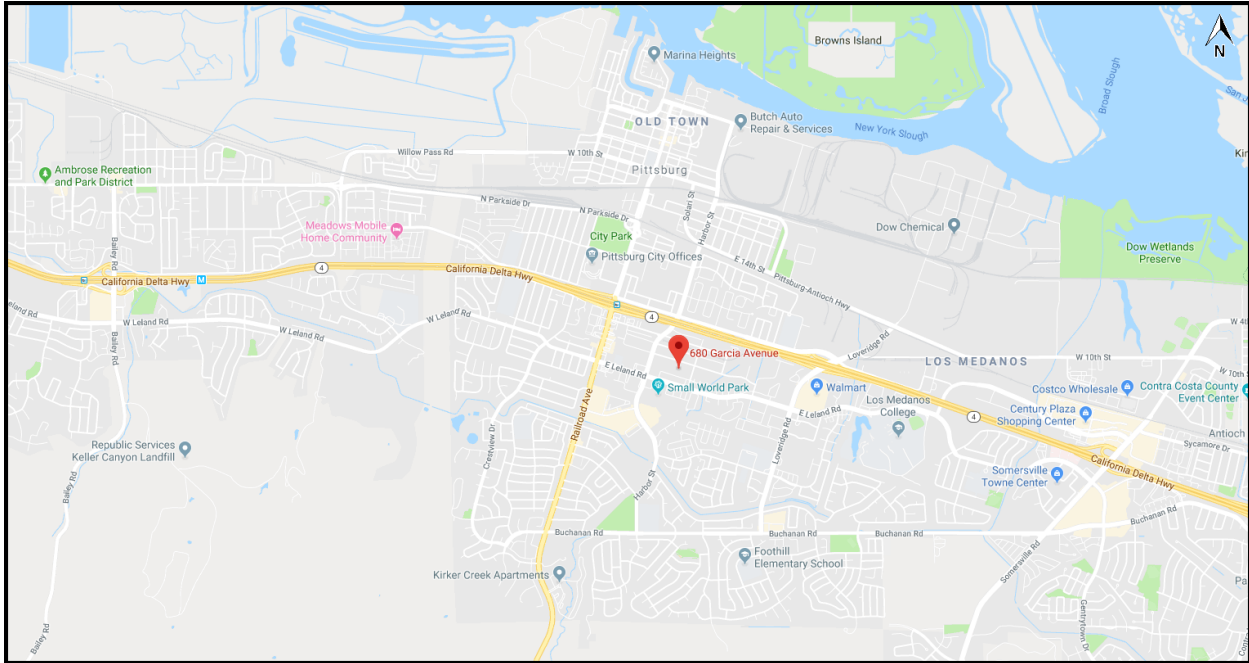 Browns Island
N
Marina Heights
Broad Slough
San J
OLD TOWN
Butch Auto
Repair & Services
New York Slough
Willow Pass Rd
W 10th St
Kin
Ambrose Recreation
and Park District
Pittsburg
N Parkside Dr
N Parkside Dr
Solari St
Harbor St
Meadows Mobile
Home Community
City Park
Dow Chemical
Dow Wetlands
Preserve
Bailey Rd
Pittsburg City Offices
E 14th St
Pittsburg-Antioch Hwy
4
California Delta Hwy
California Delta Hwy
M
eland Rd
W Leland Rd
W Leland Rd
W Leland Rd
4
W 4t
Bailey Rd
680 Garcia Avenue
Loveridge Rd
LOS MEDANOS
W 10th St
W 10th S
E Leland Rd
Small World Park
Walmart
Costco Wholesale
Contra Costa County
Event Center
Los Medanos
College
E Leland Rd
4
Century Plaza
Shopping Center
Railroad Ave
Crestview Dr
Loveridge Rd
Antioch
Sycamore Dr
Republic Services
Keller Canyon Landfill
California Delta Hwy
Somersville
Towne Center
Bailey Rd
Harbor St
Buchanan Rd
Buchanan Rd
Buchanan Rd
Buchanan Rd
Foothill
Elementary School
Somersville Rd
Kirker Creek Apartments
Pa
Gentrytown Dr
Bailey Rd
Contr